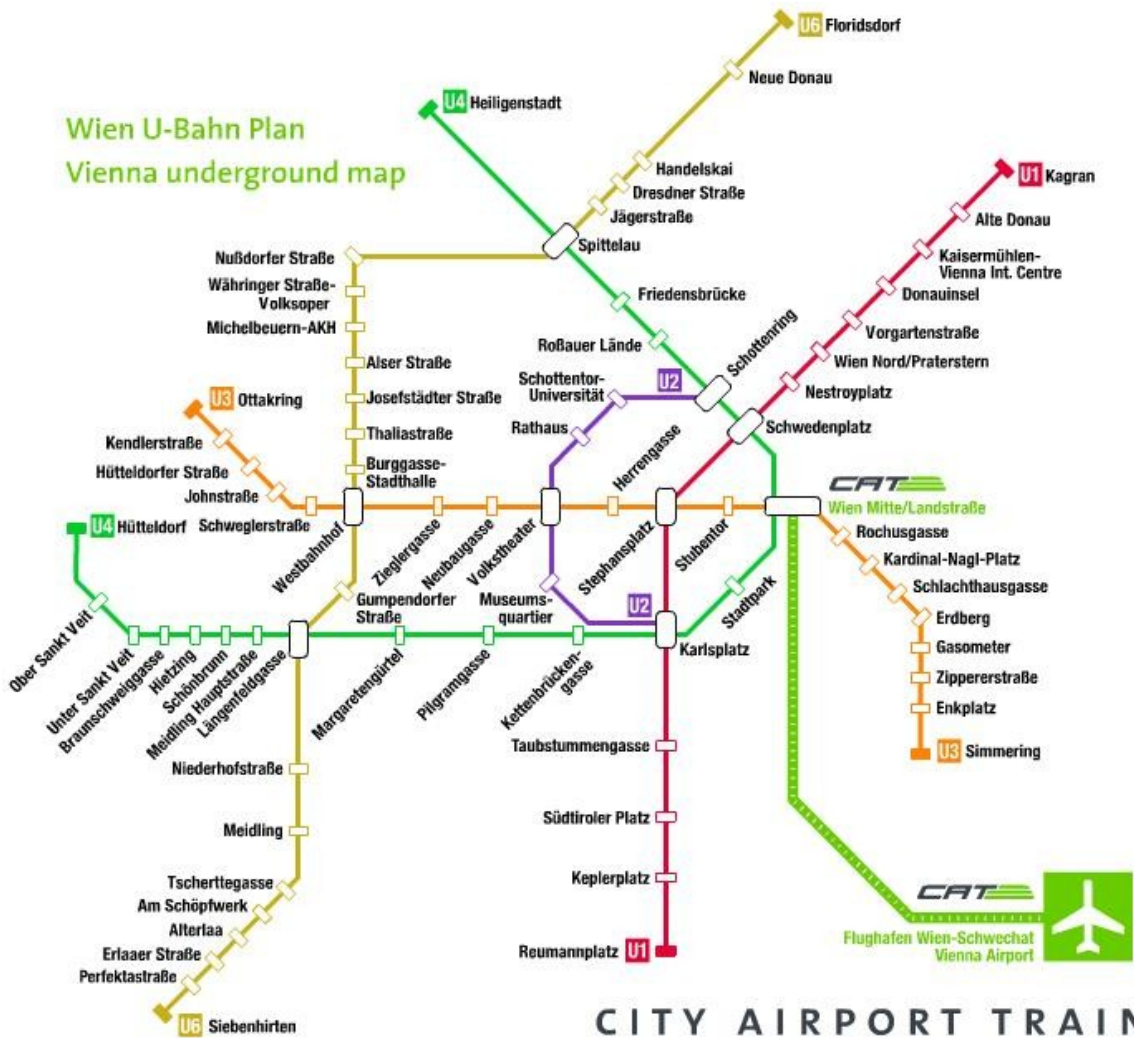 Wien U-Bahn Plan
Vienna underground map
U6 Floridsdorf
Neue Donau
Handelskai
Dresdner Straße
Jägerstraße
U4 Heiligenstadt
Spittelau
U1 Kagran
Alte Donau
Kaisermühlen-
Vienna Int. Centre
Donauinsel
Vorgartenstraße
Wien Nord/Praterstern
Nestroyplatz
Schwedenplatz
Nußdorfer Straße
Währinger Straße-
Volksoper
Michelbeuern-AKH
Alser Straße
Josefstädter Straße
Thaliastraße
Burggasse-
Stadthalle
Friedensbrücke
Roßauer Lände
Schottenring
U2
Schottentor-
Universität
Rathaus
Herrengasse
U3 Ottakring
Kendlerstraße
Hütteldorfer Straße
Johnstraße
Schweglerstraße
Westbahnhof
Zieglergasse
Neubaugasse
Volkstheater
Stephansplatz
Stubentor
CAT
Wien Mitte/Landstraße
Rochusgasse
Kardinal-Nagl-Platz
Schlachthausgasse
Erdberg
Gasometer
Zippererstraße
Enkplatz
U3 Simmering
U4 Hütteldorf
Ober Sankt Veit
Unter Sankt Veit
Braunschweiggasse
Hietzing
Schönbrunn
Meidling Hauptstraße
Längenfeldgasse
Gumpendorfer
Straße
Margaretengürtel
Pilgramgasse
Kettenbrücken-
gasse
Museums-
quartier
U2
Karlsplatz
Stadtpark
Taubstummengasse
Südtiroler Platz
Keplerplatz
Reumannplatz U1
Niederhofstraße
Meidling
Tscherttegasse
Am Schöpfwerk
Alterlaa
Erlaaer Straße
Perfektastraße
U6 Siebenhirten
CAT
Flughafen Wien-Schwechat
Vienna Airport
CITY AIRPORT TRAIN